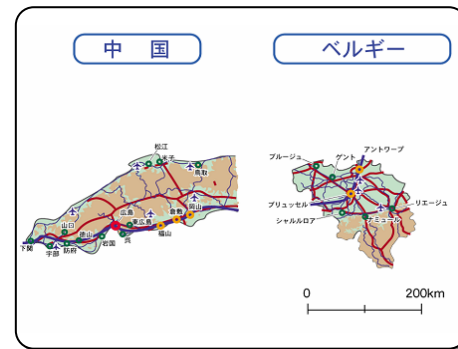 中 国
ベルギー
松江
米子
鳥取
岡山
倉敷
広島
福山
東広島
呉
岩国
徳山
防府
山口
宇部
下関
アントワープ
ブルージュ
ゲント
ブリュッセル
シャルルロア
ナミュール
リエージュ
0
200km